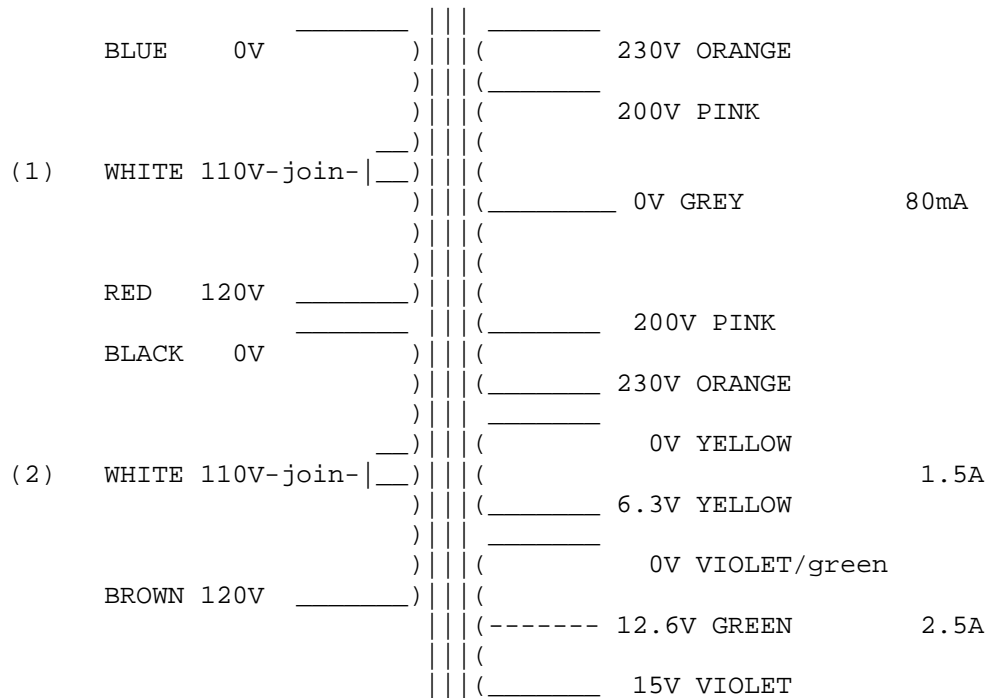 BLUE 0V 230V ORANGE
200V PINK
(1) WHITE 110V-join-
0V GREY 80mA
RED 120V
200V PINK
BLACK 0V
230V ORANGE
0V YELLOW
(2) WHITE 110V-join- 1.5A
6.3V YELLOW
0V VIOLET/green
BROWN 120V
12.6V GREEN 2.5A
15V VIOLET